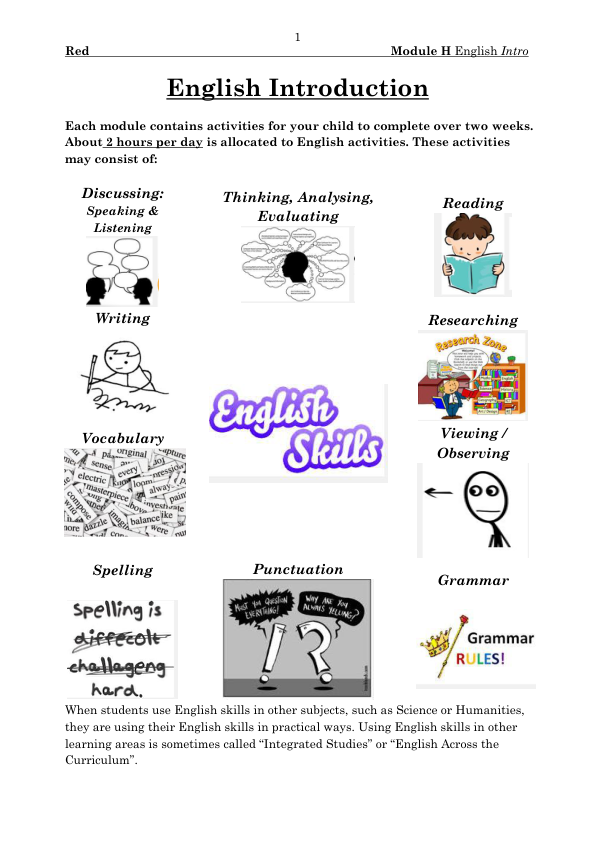 1
Red Module H English Intro
English Introduction
Each module contains activities for your child to complete over two weeks.
About 2 hours per day is allocated to English activities. These activities
may consist of:
Discussing:
Speaking &
Listening
Thinking, Analysing,
Evaluating
Reading
Writing
Researching
Research Zone
English
Skills
Vocabulary
Viewing /
Observing
original
capture
sense
every
electric
loom
pression
masterpiece
always
compose
paint
more
dazzle
balance
like
were
Spelling
Punctuation
Grammar
Spelling is
diffecolt
challageng
hard.
MUST YOU QUESTION
EVERYTHING?
WHY ARE YOU
ALWAYS YELLING?
Grammar
RULES!
When students use English skills in other subjects, such as Science or Humanities,
they are using their English skills in practical ways. Using English skills in other
learning areas is sometimes called “Integrated Studies” or “English Across the
Curriculum”.